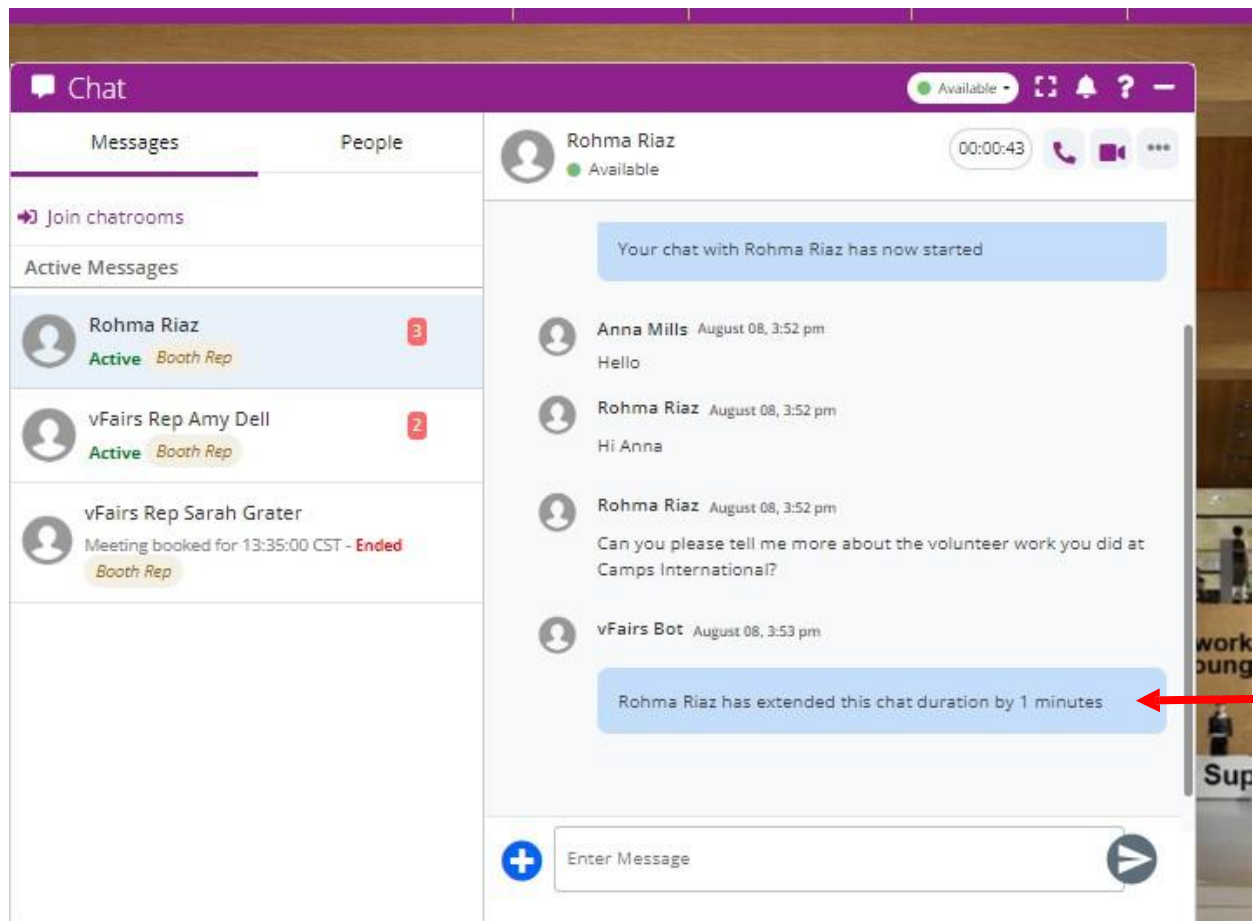 Chat
Available
Messages
People
Join chatrooms
Active Messages
Rohma Riaz
3
Active Booth Rep
vFairs Rep Amy Dell
2
Active Booth Rep
vFairs Rep Sarah Grater
Meeting booked for 13:35:00 CST - Ended
Booth Rep
Rohma Riaz
Available
00:00:43
Your chat with Rohma Riaz has now started
Anna Mills August 08, 3:52 pm
Hello
Rohma Riaz August 08, 3:52 pm
Hi Anna
Rohma Riaz August 08, 3:52 pm
Can you please tell me more about the volunteer work you did at
Camps International?
vFairs Bot August 08, 3:53 pm
Rohma Riaz has extended this chat duration by 1 minutes
Enter Message
work
oung
Sup